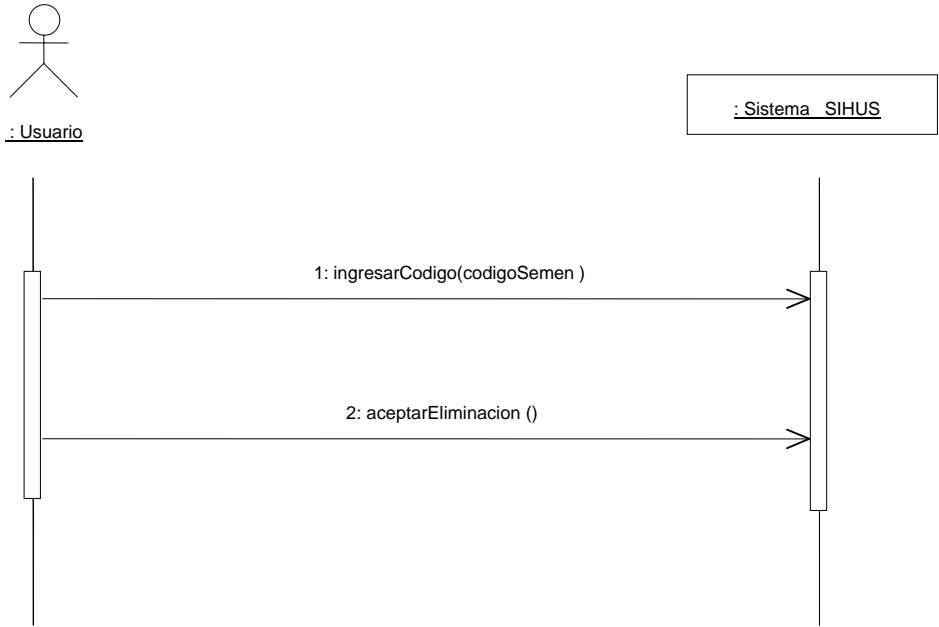 : Usuario
: Sistema SIHUS
1: ingresarCodigo(codigoSemen )
2: aceptarEliminacion ()